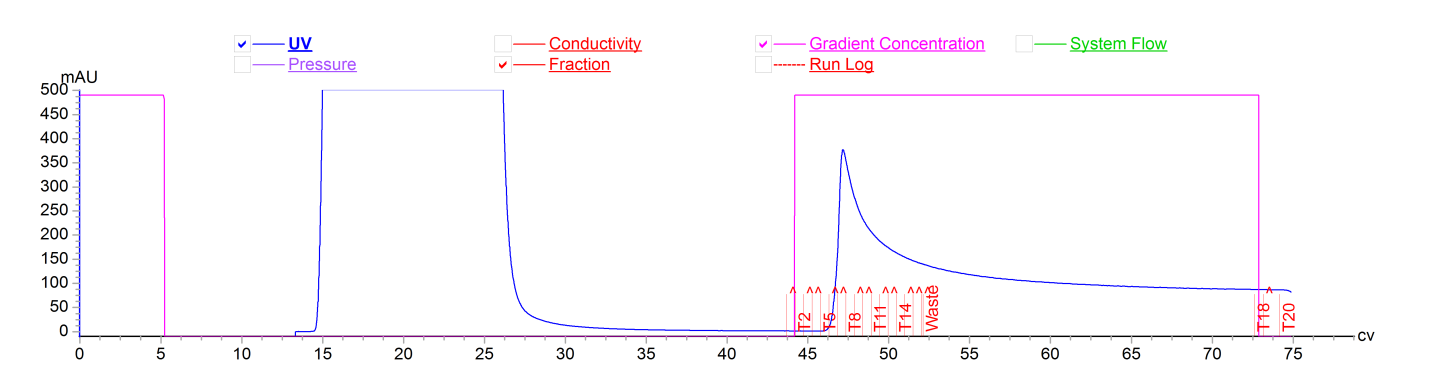 UV Conductivity Gradient Concentration System Flow
Pressure Fraction Run Log
mAU
500
450
400
350
300
250
200
150
100
50
0
T2 T5 T8 T11 T14 Waste T18 T20
cv
0 5 10 15 20 25 30 35 40 45 50 55 60 65 70 75